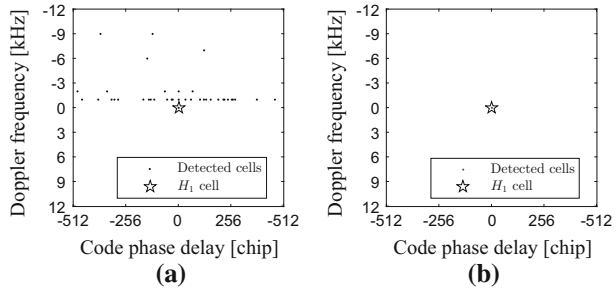 -12
-9
-6
-3
0
3
6
9
12
Doppler frequency [kHz]
Detected cells
H₁ cell
-512
-256
0
256
-512
Code phase delay [chip]
(a)
-12
-9
-6
-3
0
3
6
9
12
Doppler frequency [kHz]
Detected cells
H₁ cell
-512
-256
0
256
-512
Code phase delay [chip]
(b)